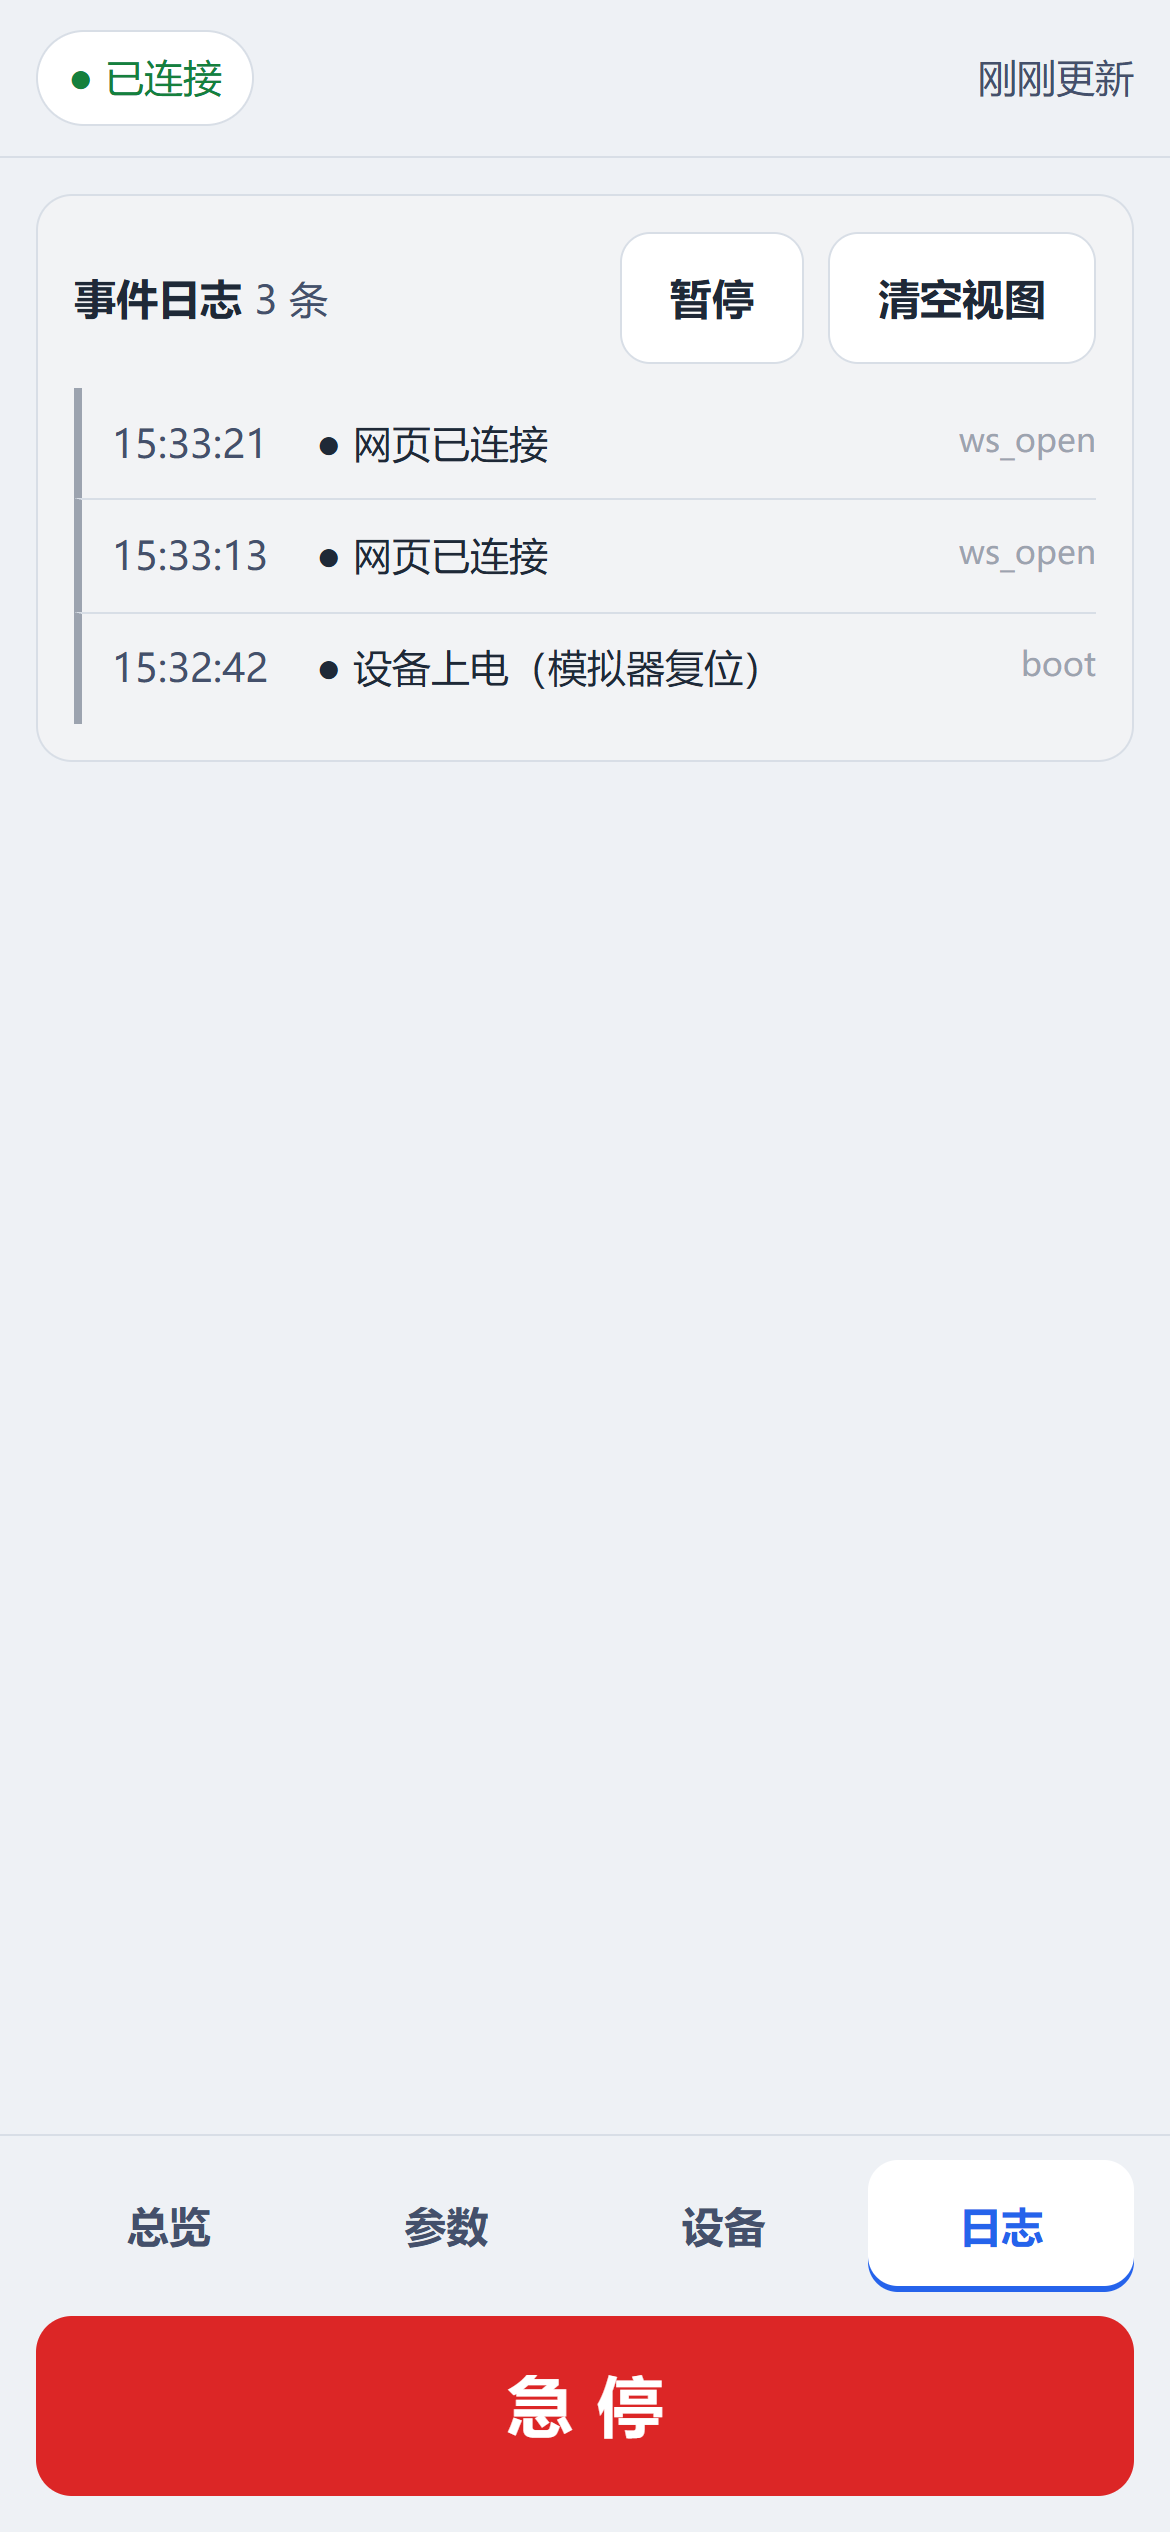 ● 已连接 刚刚更新
事件日志 3 条 暂停 清空视图
15:33:21 ● 网页已连接 ws_open
15:33:13 ● 网页已连接 ws_open
15:32:42 ● 设备上电（模拟器复位） boot
总览 参数 设备 日志
急 停